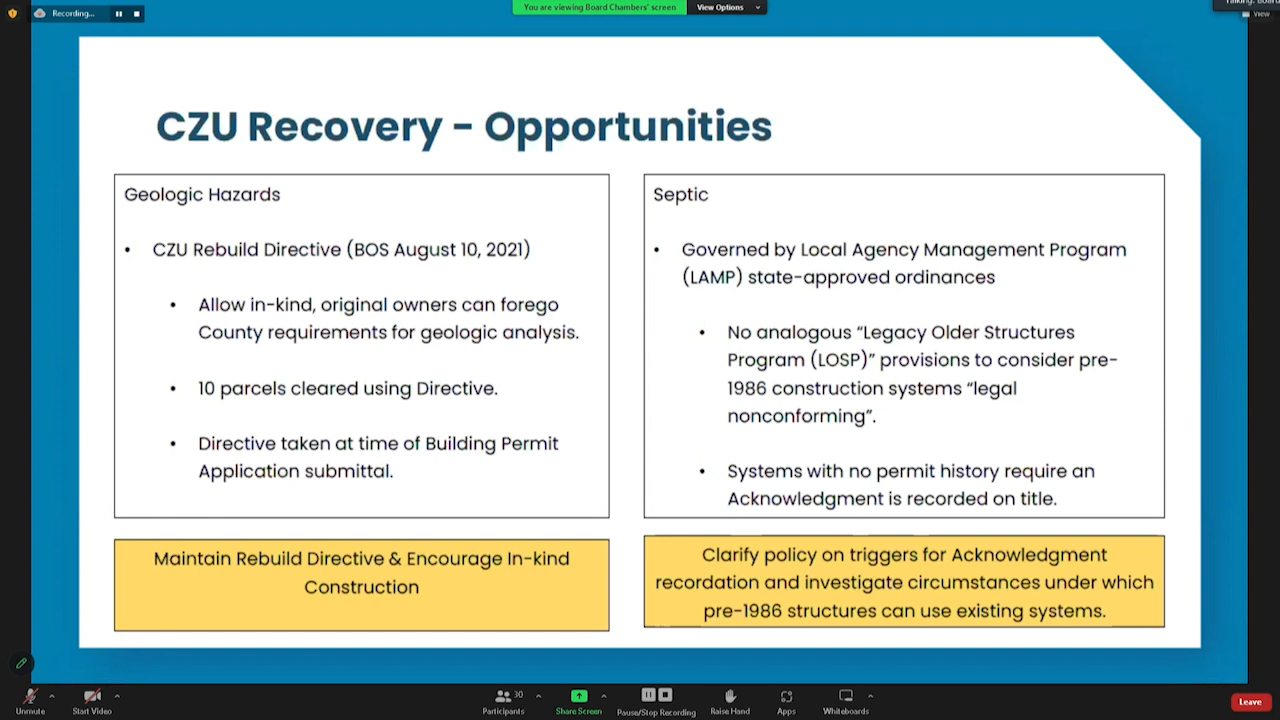 Recording...
You are viewing Board Chambers' screen
View Options
Talking: Board
View
CZU Recovery - Opportunities
Geologic Hazards
• CZU Rebuild Directive (BOS August 10, 2021)
• Allow in-kind, original owners can forego
County requirements for geologic analysis.
• 10 parcels cleared using Directive.
• Directive taken at time of Building Permit
Application submittal.
Maintain Rebuild Directive & Encourage In-kind
Construction
Septic
• Governed by Local Agency Management Program
(LAMP) state-approved ordinances
• No analogous “Legacy Older Structures
Program (LOSP)” provisions to consider pre-
1986 construction systems “legal
nonconforming”.
• Systems with no permit history require an
Acknowledgment is recorded on title.
Clarify policy on triggers for Acknowledgment
recordation and investigate circumstances under which
pre-1986 structures can use existing systems.
Unmute
Start Video
30
Participants
Share Screen
Pause/Stop Recording
Raise Hand
Apps
Whiteboards
Leave